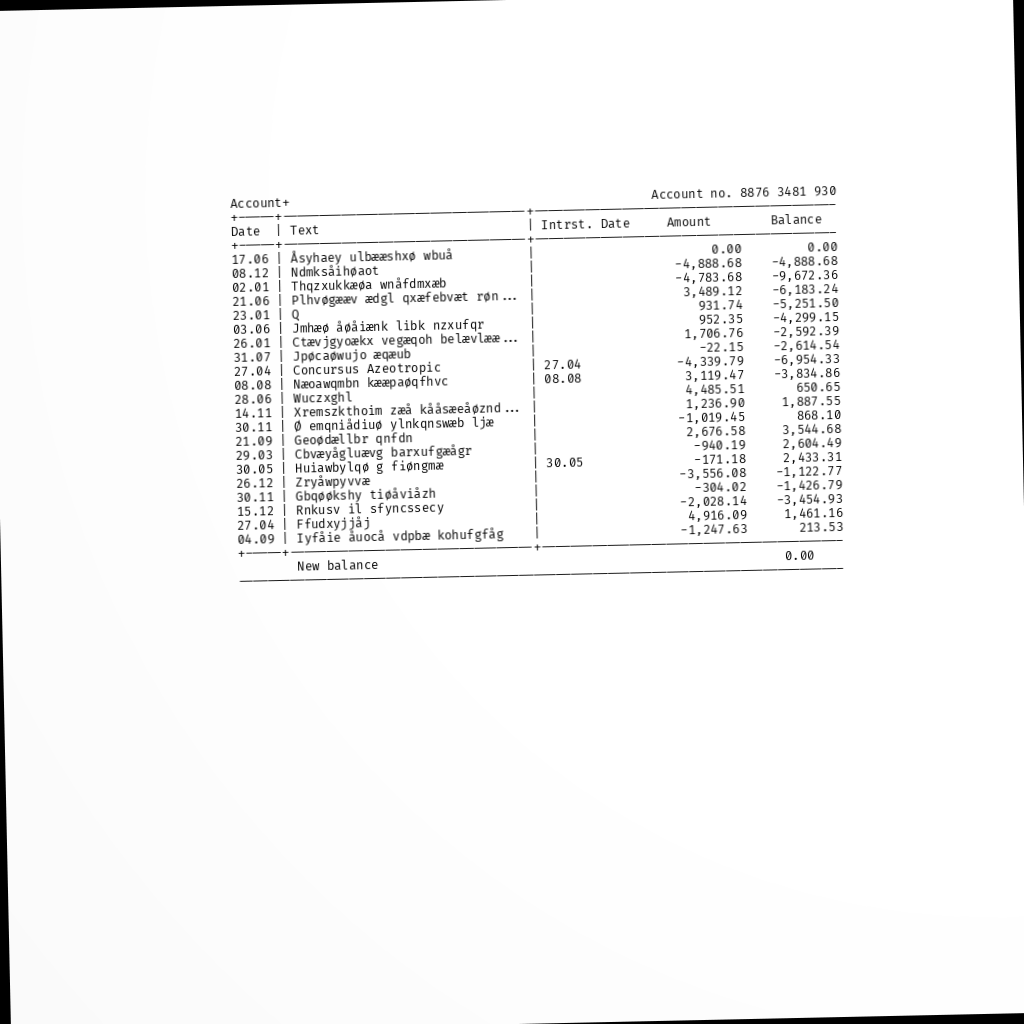 Account+ Account no. 8876 3481 930
Date | Text | Intrst. Date Amount Balance
17.06 | Åsyhaey ulbææshxø wbuå | 0.00 0.00
08.12 | Ndmksåihøaot | -4,888.68 -4,888.68
02.01 | Thqzxukkæøa wnåfdmxæb | -4,783.68 -9,672.36
21.06 | Plhvøgææv ædgl qxæfebvæt røn... | 3,489.12 -6,183.24
23.01 | Q | 931.74 -5,251.50
03.06 | Jmhæø åøåiænk libk nzxufqr | 952.35 -4,299.15
26.01 | Ctævjgyoækx vegæqoh belævlææ... | 1,706.76 -2,592.39
31.07 | Jpøcaøwujo æqæub | -22.15 -2,614.54
27.04 | Concursus Azeotropic | 27.04 -4,339.79 -6,954.33
08.08 | Næoawqmbn kææpaøqfhvc | 08.08 3,119.47 -3,834.86
28.06 | Wuczxghl | 4,485.51 650.65
14.11 | Xremszkthoim zæå kååsæeåøznd... | 1,236.90 1,887.55
30.11 | Ø emqniådiuø ylnkqnswæb ljæ | -1,019.45 868.10
21.09 | Geoødællbr qnfdn | 2,676.58 3,544.68
29.03 | Cbvæyågluævg barxufgæågr | -940.19 2,604.49
30.05 | Huiawbylqø g fiøngmæ | 30.05 -171.18 2,433.31
26.12 | Zryåwpyvvæ | -3,556.08 -1,122.77
30.11 | Gbqøøkshy tiøåviåzh | -304.02 -1,426.79
15.12 | Rnkusv il sfyncssecy | -2,028.14 -3,454.93
27.04 | Ffudxyjjåj | 4,916.09 1,461.16
04.09 | Iyfåie åuocå vdpbæ kohufgfåg | -1,247.63 213.53
New balance 0.00